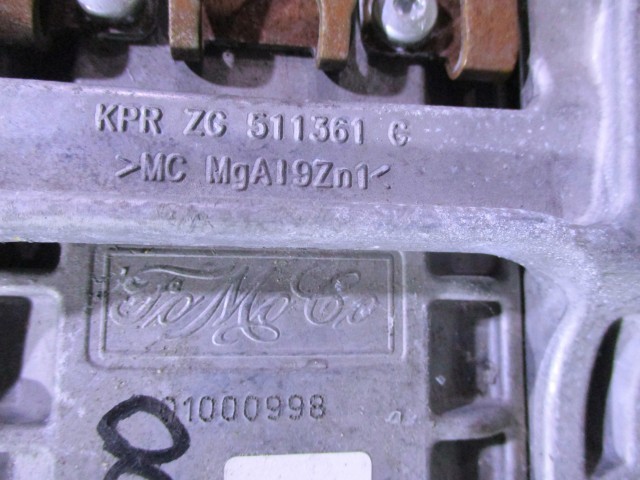 KPR ZG 511361 G
>MC MgAl9Zn1<
FoMoCo
01000998
8